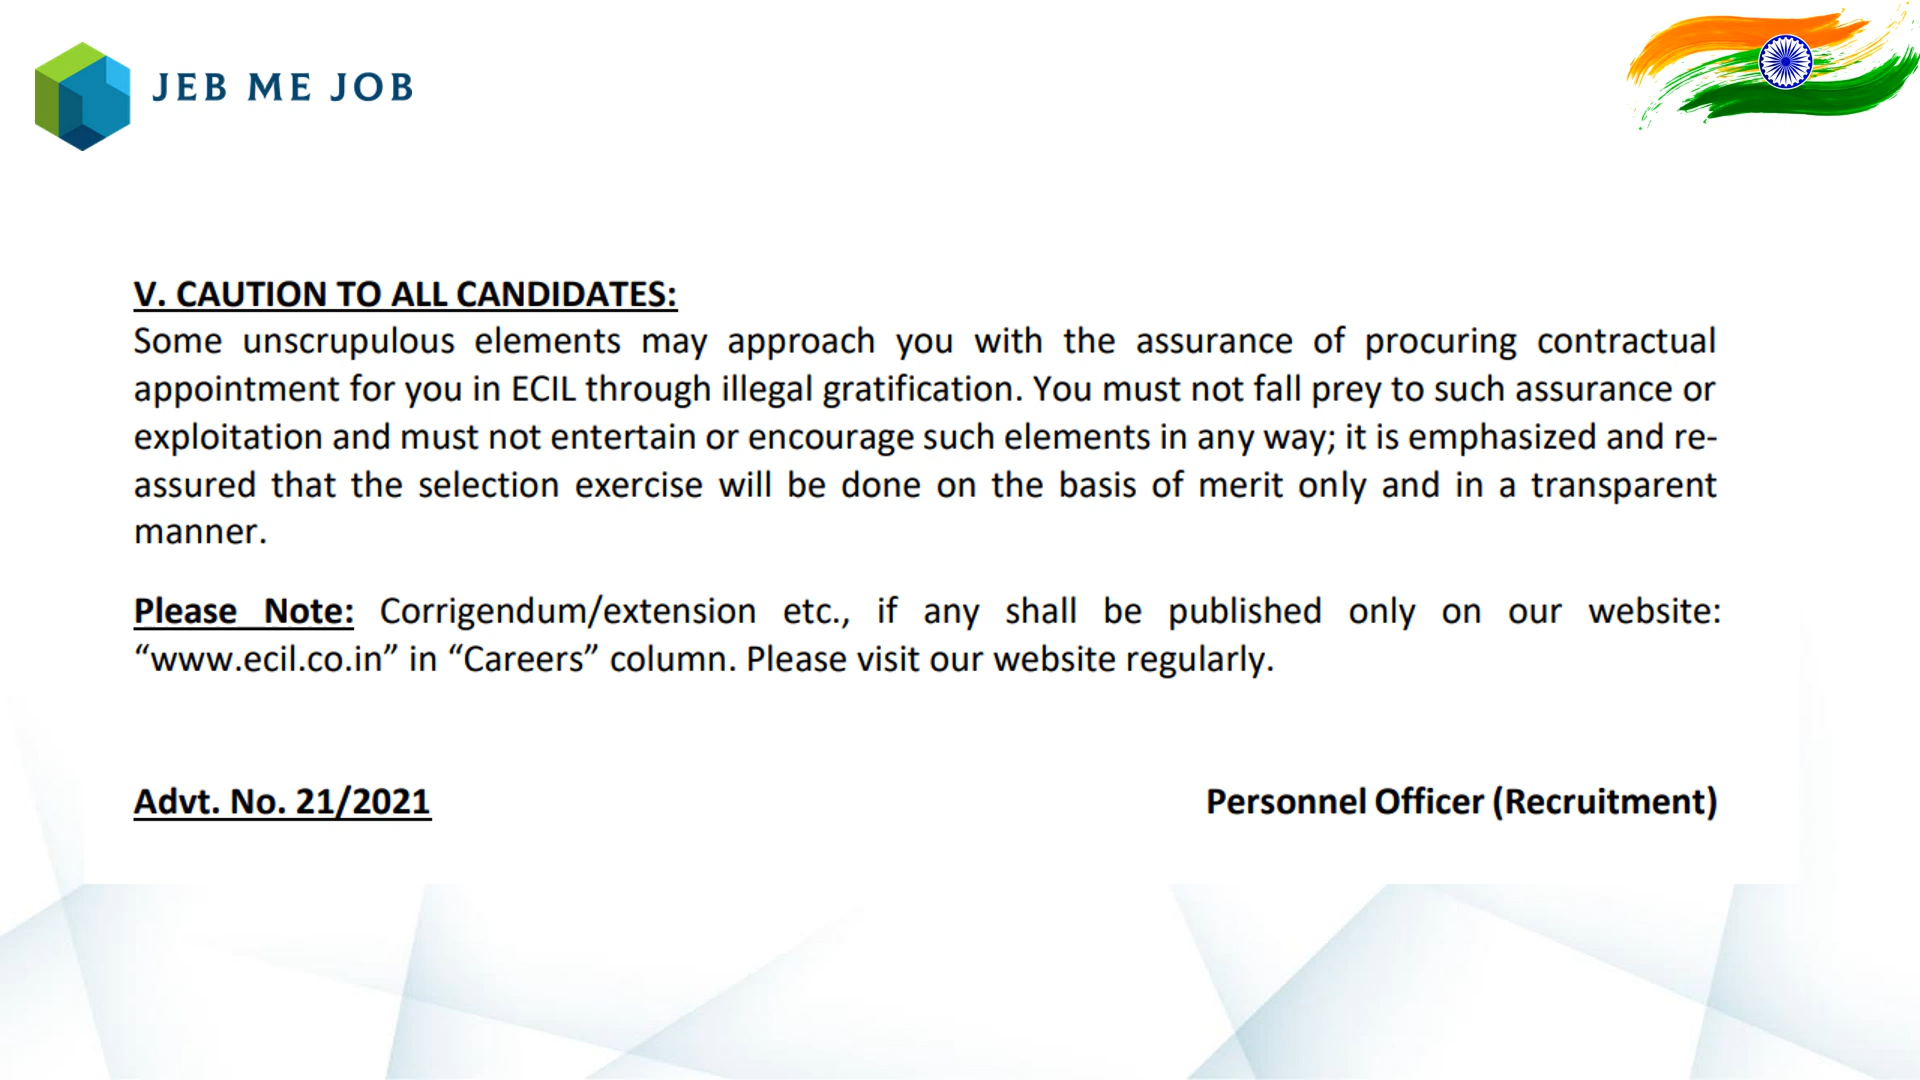 JEB ME JOB
V. CAUTION TO ALL CANDIDATES:
Some unscrupulous elements may approach you with the assurance of procuring contractual
appointment for you in ECIL through illegal gratification. You must not fall prey to such assurance or
exploitation and must not entertain or encourage such elements in any way; it is emphasized and re-
assured that the selection exercise will be done on the basis of merit only and in a transparent
manner.
Please Note: Corrigendum/extension etc., if any shall be published only on our website:
“www.ecil.co.in” in “Careers” column. Please visit our website regularly.
Advt. No. 21/2021 Personnel Officer (Recruitment)